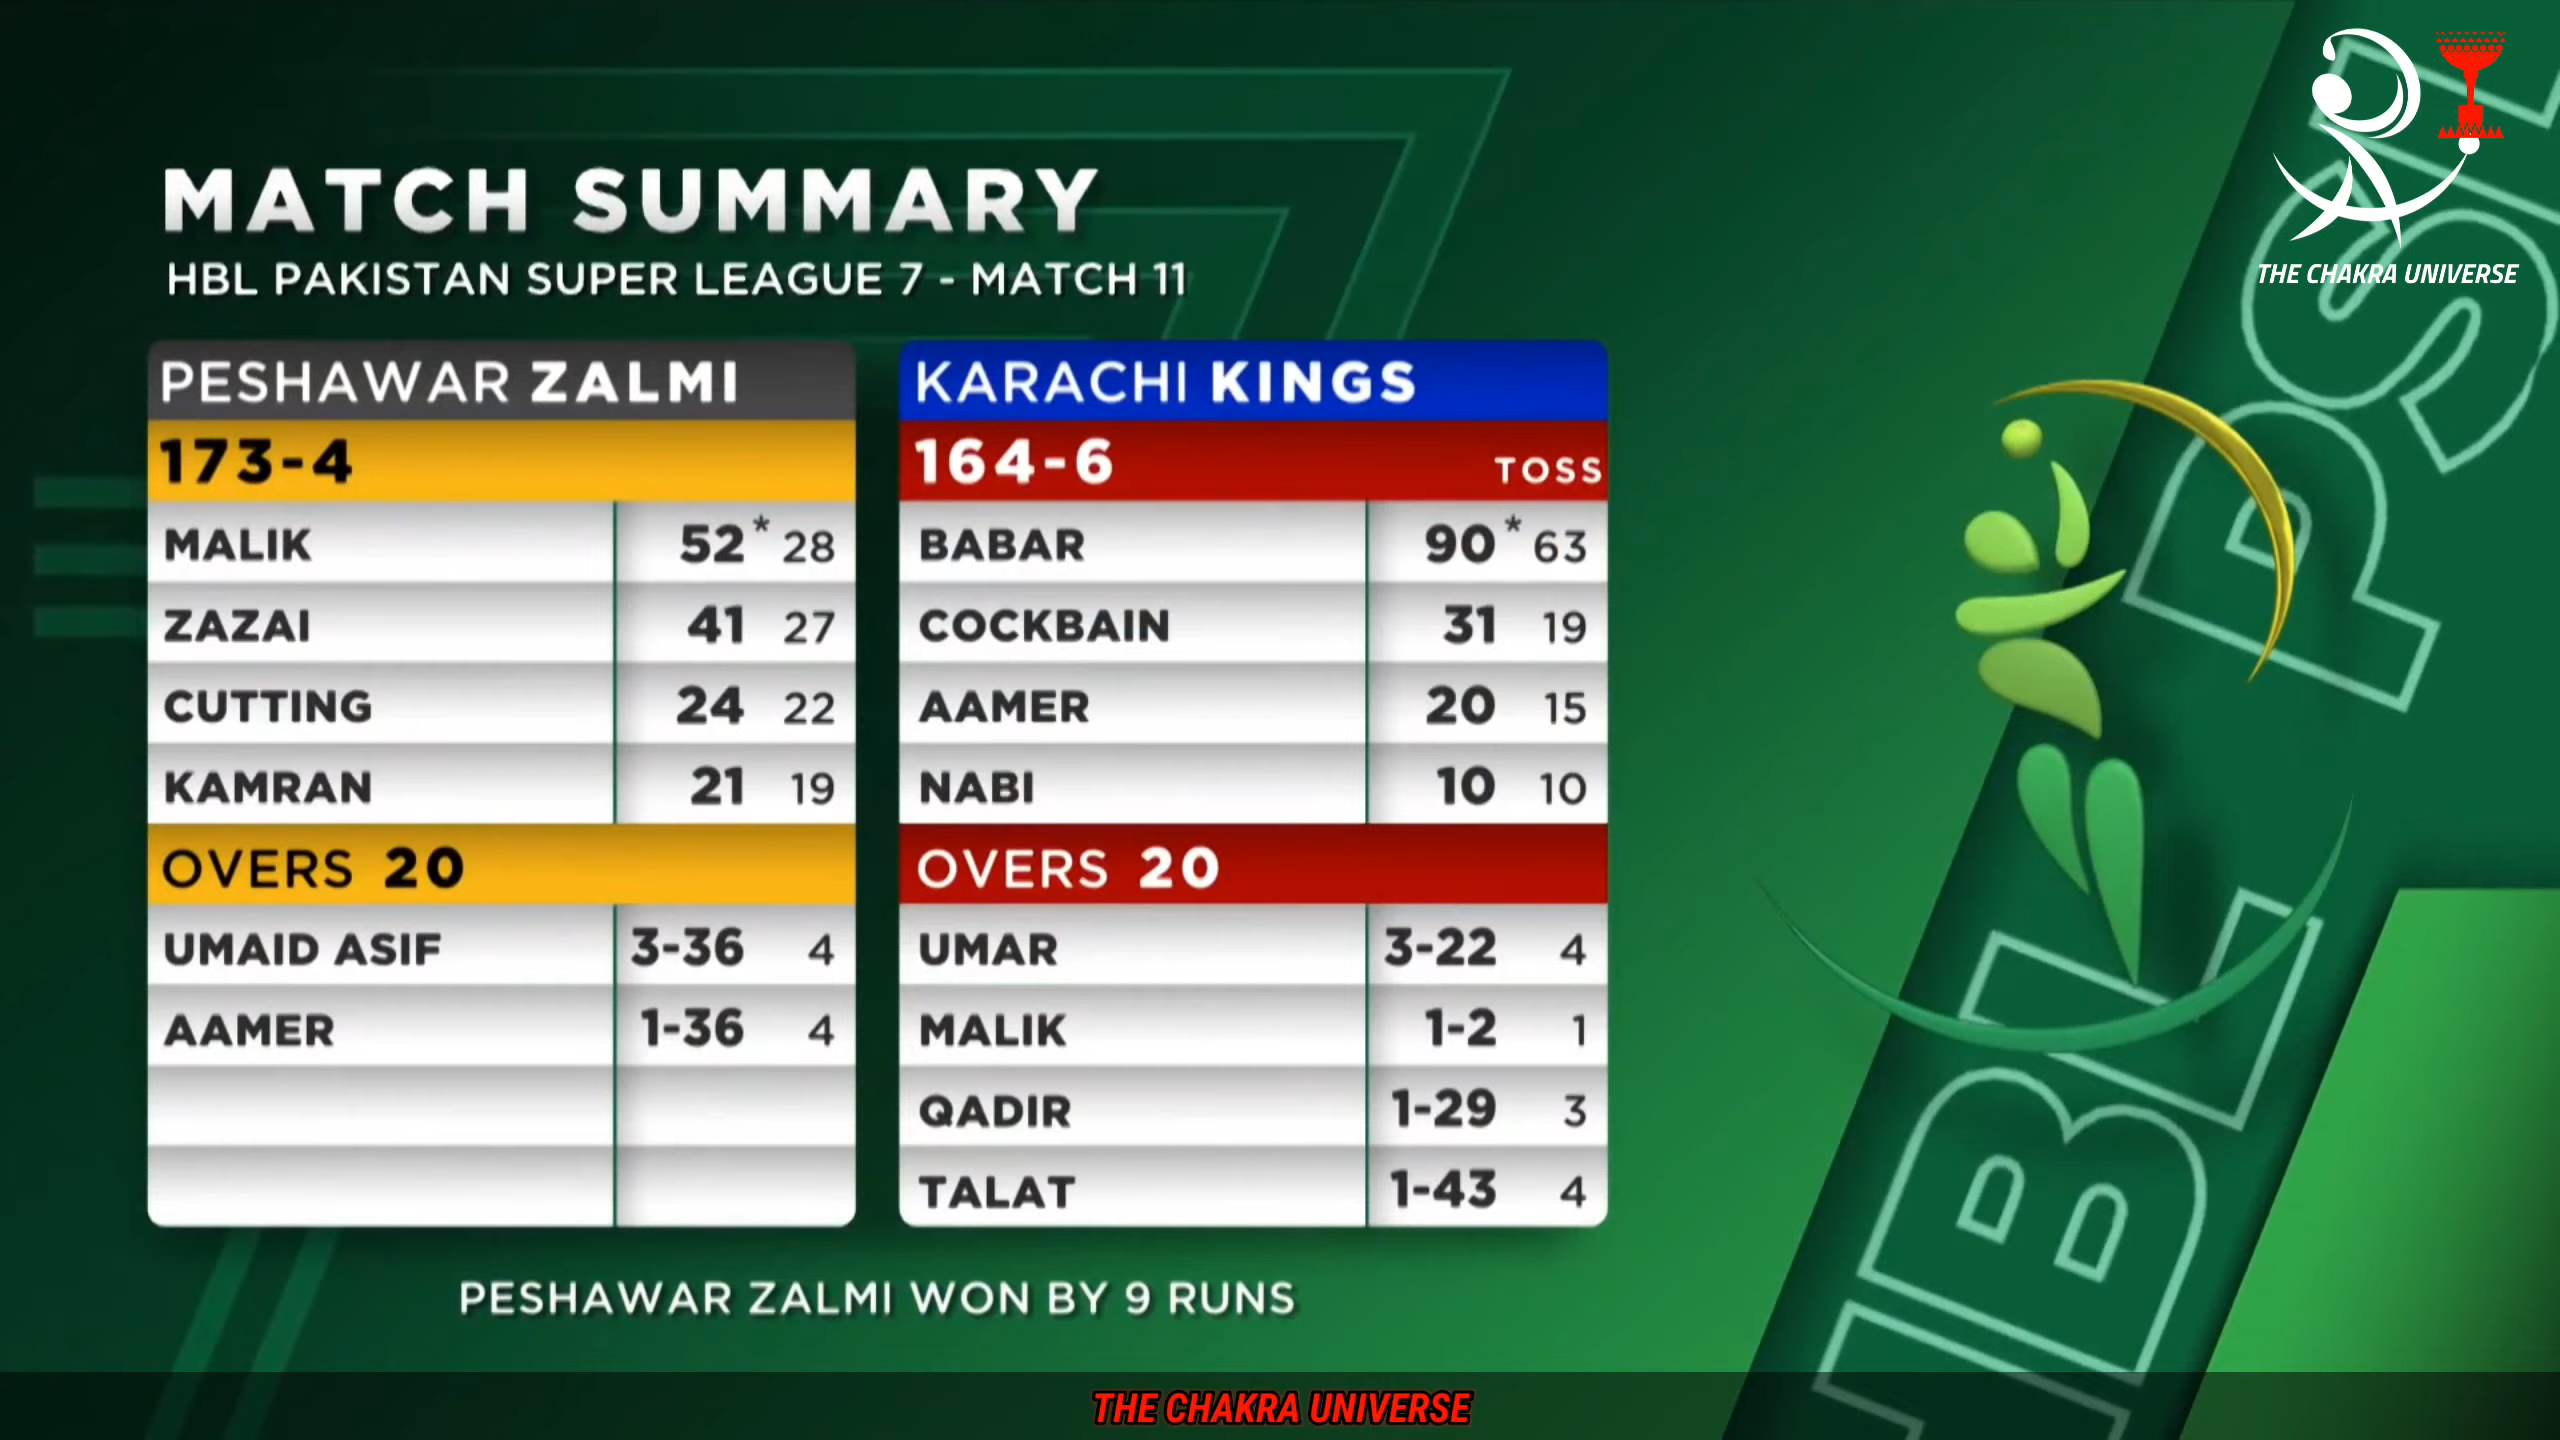 THE CHAKRA UNIVERSE
MATCH SUMMARY
HBL PAKISTAN SUPER LEAGUE 7 - MATCH 11
PESHAWAR ZALMI
173-4
MALIK 52* 28
ZAZAI 41 27
CUTTING 24 22
KAMRAN 21 19
OVERS 20
UMAID ASIF 3-36 4
AAMER 1-36 4
KARACHI KINGS
164-6 TOSS
BABAR 90* 63
COCKBAIN 31 19
AAMER 20 15
NABI 10 10
OVERS 20
UMAR 3-22 4
MALIK 1-2 1
QADIR 1-29 3
TALAT 1-43 4
PESHAWAR ZALMI WON BY 9 RUNS
HBL PSL
THE CHAKRA UNIVERSE